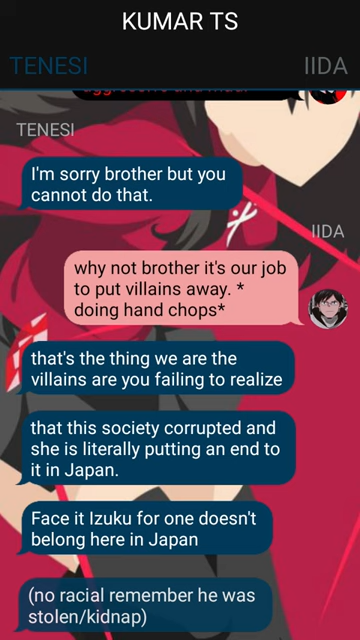 KUMAR TS
TENESI
IIDA
TENESI
I'm sorry brother but you
cannot do that.
IIDA
why not brother it's our job
to put villains away. *
doing hand chops*
that's the thing we are the
villains are you failing to realize
that this society corrupted and
she is literally putting an end to
it in Japan.
Face it Izuku for one doesn't
belong here in Japan
(no racial remember he was
stolen/kidnap)